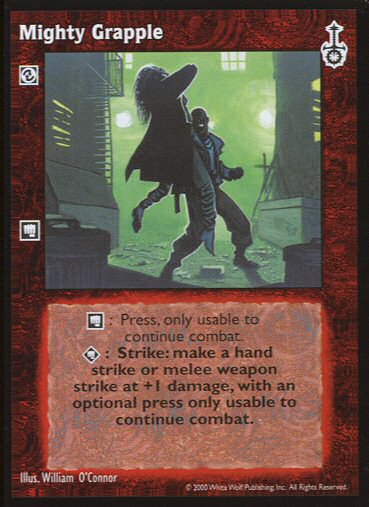 Mighty Grapple
: Press, only usable to
continue combat.
: Strike: make a hand
strike or melee weapon
strike at +1 damage, with an
optional press only usable to
continue combat.
Illus. William O'Connor
© 2000 White Wolf Publishing, Inc. All Rights Reserved.